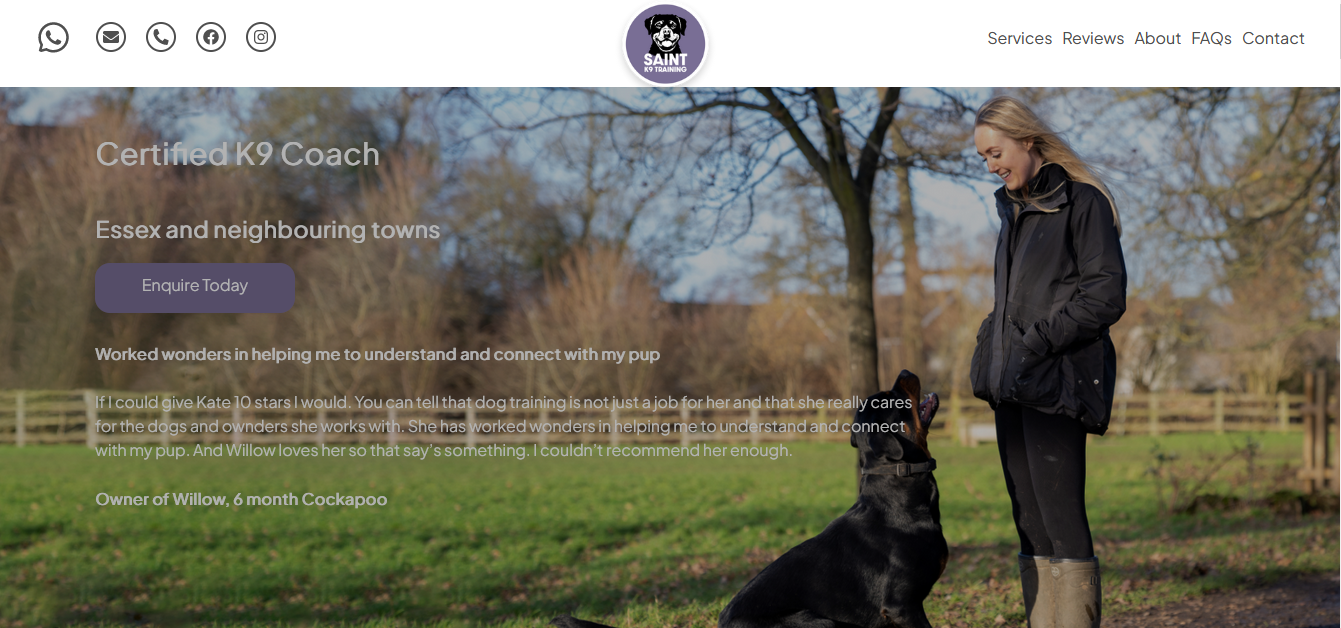 SAINT
K9 TRAINING
Services Reviews About FAQs Contact
Certified K9 Coach
Essex and neighbouring towns
Enquire Today
Worked wonders in helping me to understand and connect with my pup
If I could give Kate 10 stars I would. You can tell that dog training is not just a job for her and that she really cares
for the dogs and ownders she works with. She has worked wonders in helping me to understand and connect
with my pup. And Willow loves her so that say's something. I couldn't recommend her enough.
Owner of Willow, 6 month Cockapoo